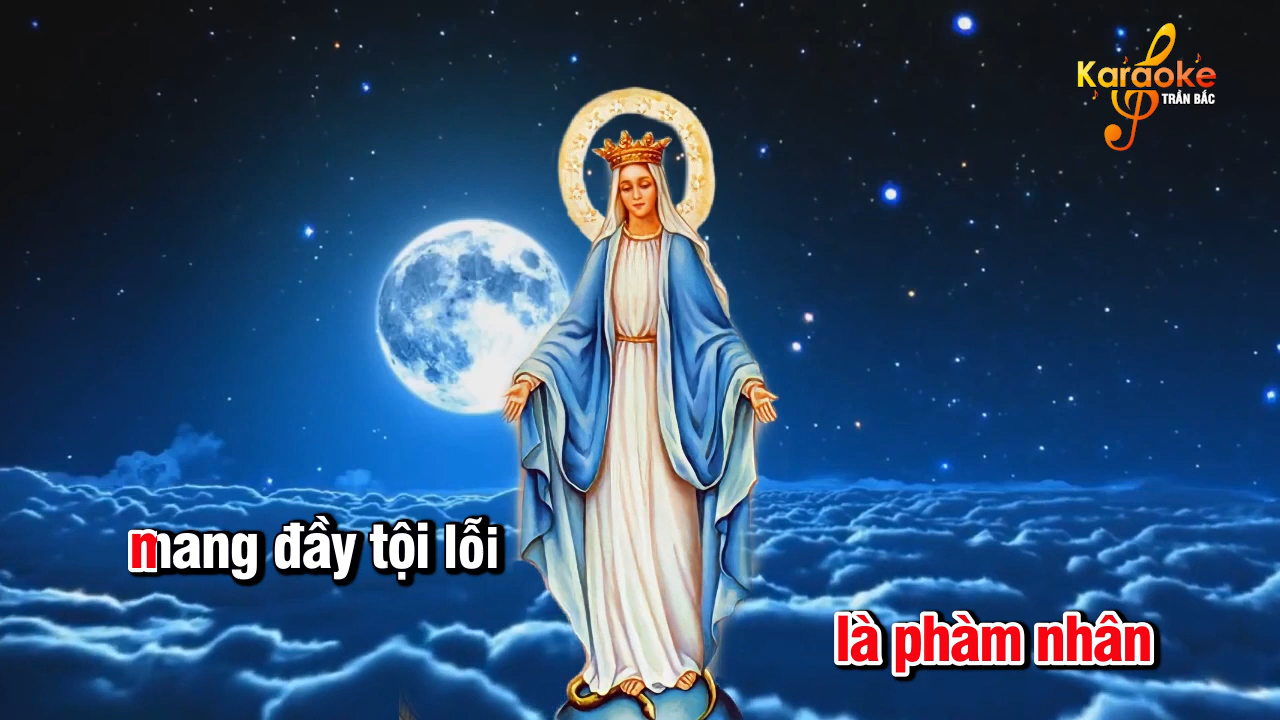 Karaoke
TRẦN BẮC
mang đầy tội lỗi
là phàm nhân